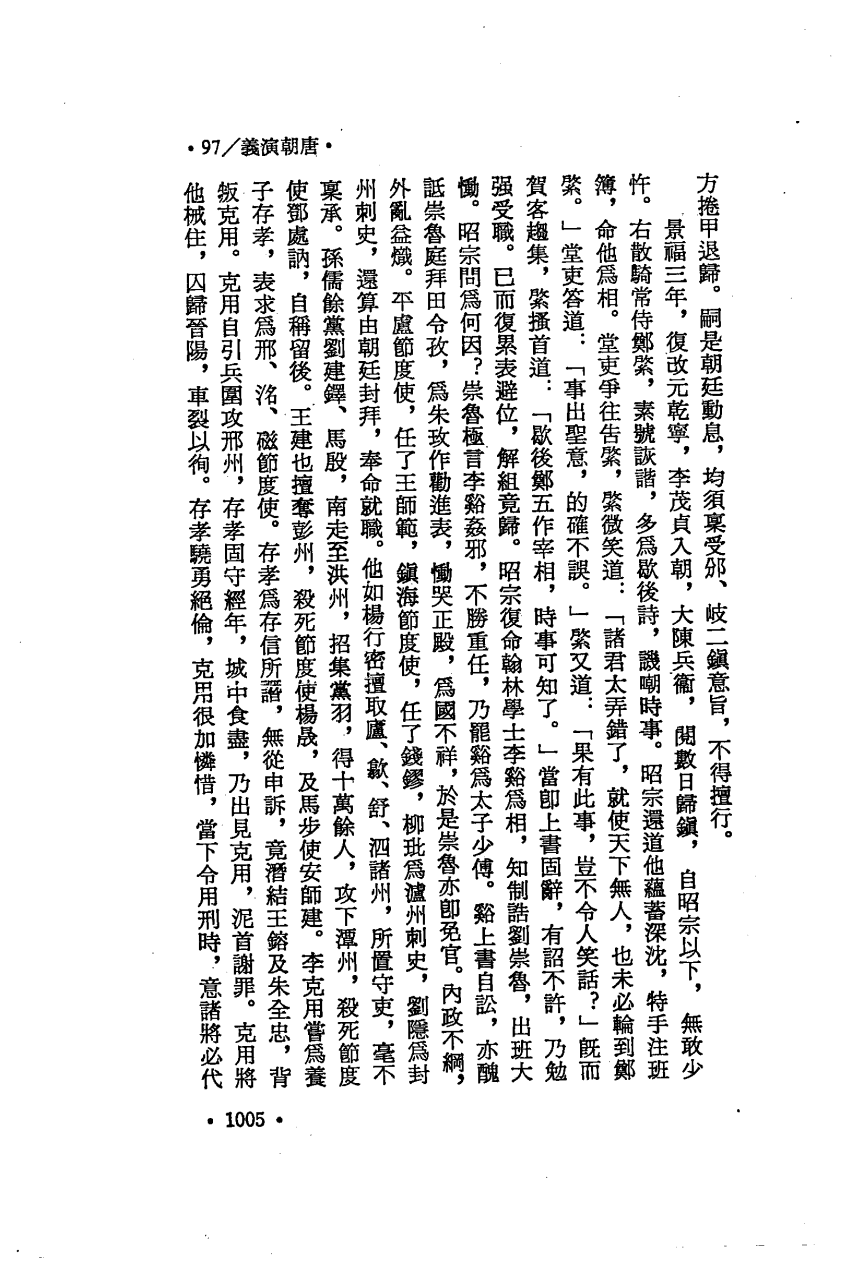 •97／義演朝唐•
方捲甲退歸。嗣是朝廷動息，均須稟受邠、岐二鎭意旨，不得擅行。
景福三年，復改元乾寧，李茂貞入朝，大陳兵衞，閱數日歸鎭，自昭宗以下，無敢少
忤。右散騎常侍鄭綮，素號詼諧，多爲歇後詩，譏嘲時事。昭宗還道他蘊蓄深沈，特手注班
簿，命他爲相。堂吏爭往吿綮，綮微笑道：「諸君太弄錯了，就使天下無人，也未必輪到鄭
綮。」堂吏答道：「事出聖意，的確不誤。」綮又道：「果有此事，豈不令人笑話？」旣而
賀客趨集，綮搔首道：「歇後鄭五作宰相，時事可知了。」當卽上書固辭，有詔不許，乃勉
强受職。已而復累表避位，解組竟歸。昭宗復命翰林學士李谿爲相，知制誥劉崇魯，出班大
慟。昭宗問爲何因？崇魯極言李谿姦邪，不勝重任，乃罷谿爲太子少傅。谿上書自訟，亦醜
詆崇魯庭拜田令孜，爲朱玫作勸進表，慟哭正殿，爲國不祥，於是崇魯亦卽免官。內政不綱，
外亂益熾。平盧節度使，任了王師範，鎭海節度使，任了錢鏐，柳玭爲瀘州刺史，劉隱爲封
州刺史，還算由朝廷封拜，奉命就職。他如楊行密擅取廬、歙、舒、泗諸州，所置守吏，毫不
稟承。孫儒餘黨劉建鋒、馬殷，南走至洪州，招集黨羽，得十萬餘人，攻下潭州，殺死節度
使鄧處訥，自稱留後。王建也擅奪彭州，殺死節度使楊晟，及馬步使安師建。李克用嘗爲養
子存孝，表求爲邢、洺、磁節度使。存孝爲存信所譖，無從申訴，竟潛結王鎔及朱全忠，背
叛克用。克用自引兵圍攻邢州，存孝固守經年，城中食盡，乃出見克用，泥首謝罪。克用將
他械住，囚歸晉陽，車裂以徇。存孝驍勇絕倫，克用很加憐惜，當下令用刑時，意諸將必代
•1005•